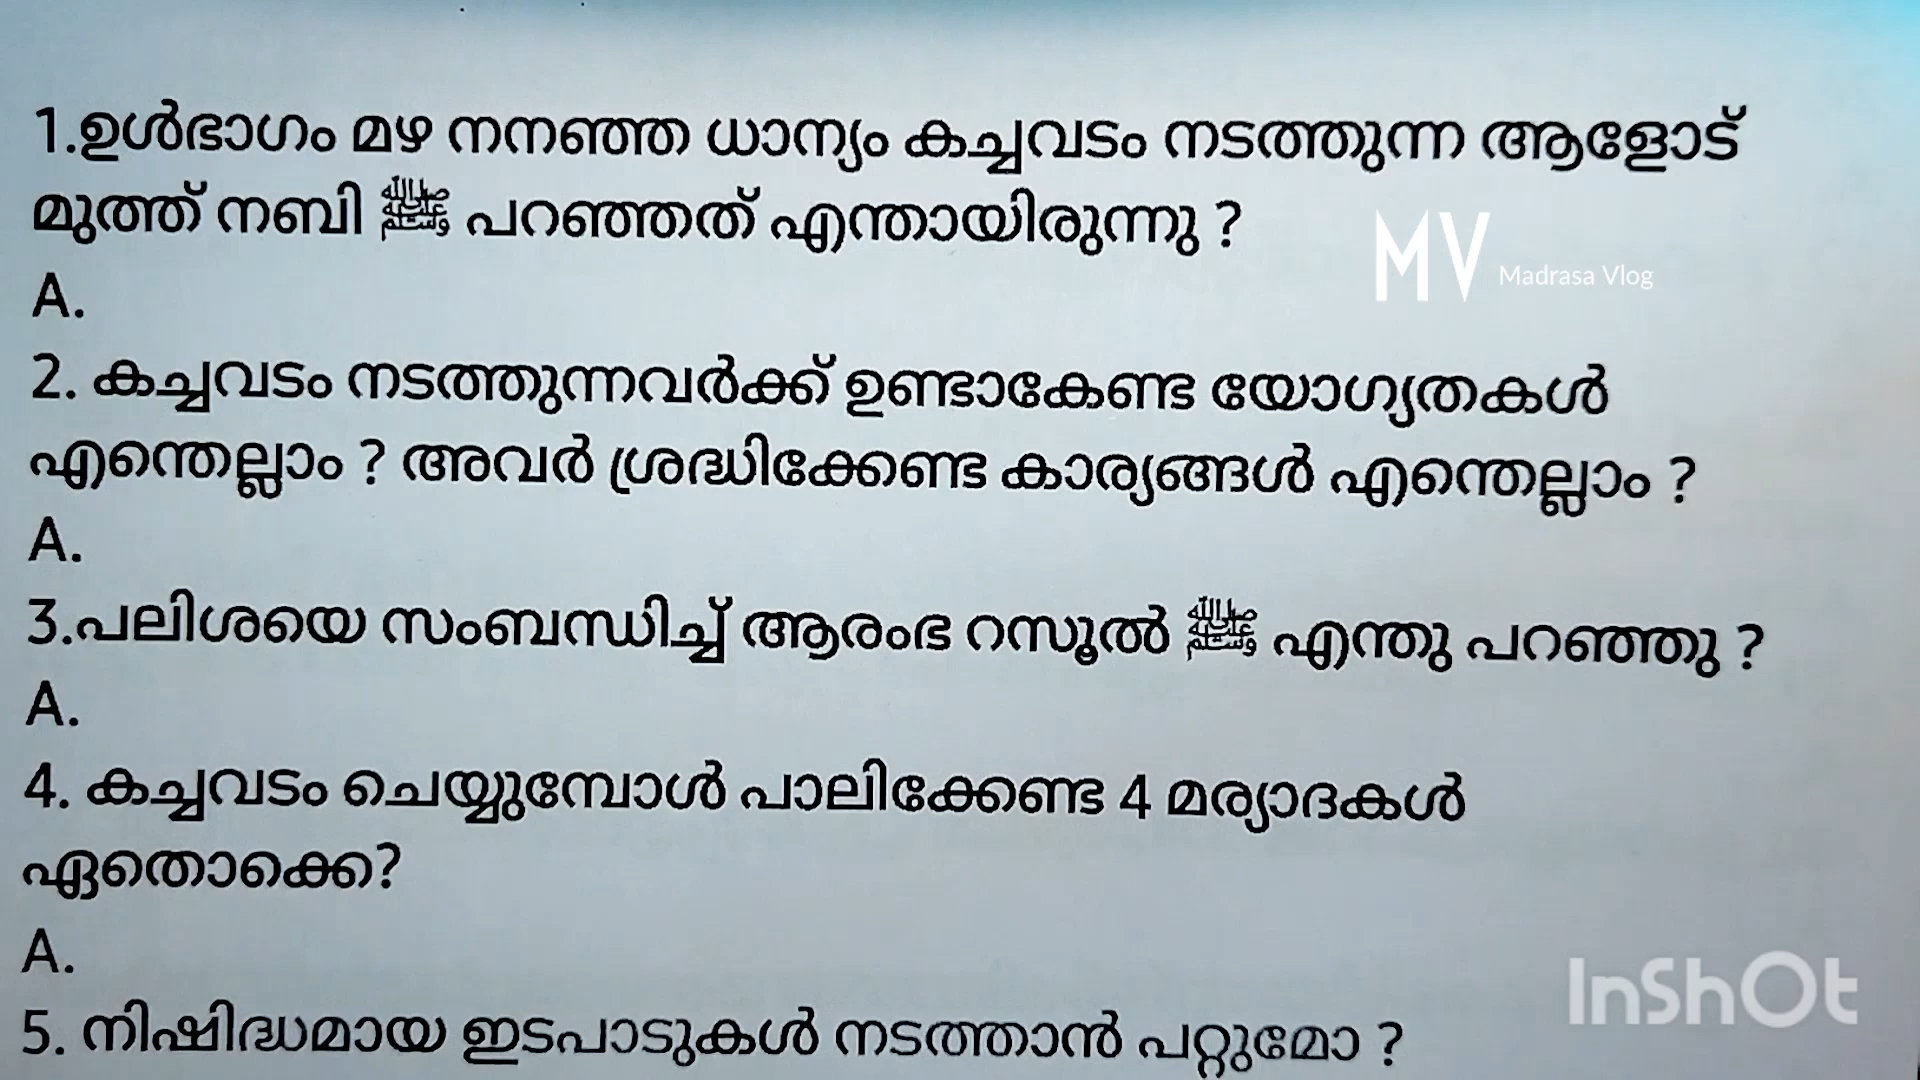 1.ഉൾഭാഗം മഴ നനഞ്ഞ ധാന്യം കച്ചവടം നടത്തുന്ന ആളോട്
മുത്ത് നബി ﷺ പറഞ്ഞത് എന്തായിരുന്നു ?
MV Madrasa Vlog
A.
2. കച്ചവടം നടത്തുന്നവർക്ക് ഉണ്ടാകേണ്ട യോഗ്യതകൾ
എന്തെല്ലാം ? അവർ ശ്രദ്ധിക്കേണ്ട കാര്യങ്ങൾ എന്തെല്ലാം ?
A.
3.പലിശയെ സംബന്ധിച്ച് ആരംഭ റസൂൽ ﷺ എന്തു പറഞ്ഞു ?
A.
4. കച്ചവടം ചെയ്യുമ്പോൾ പാലിക്കേണ്ട 4 മര്യാദകൾ
ഏതൊക്കെ?
A.
InShOt
5. നിഷിദ്ധമായ ഇടപാടുകൾ നടത്താൻ പറ്റുമോ ?